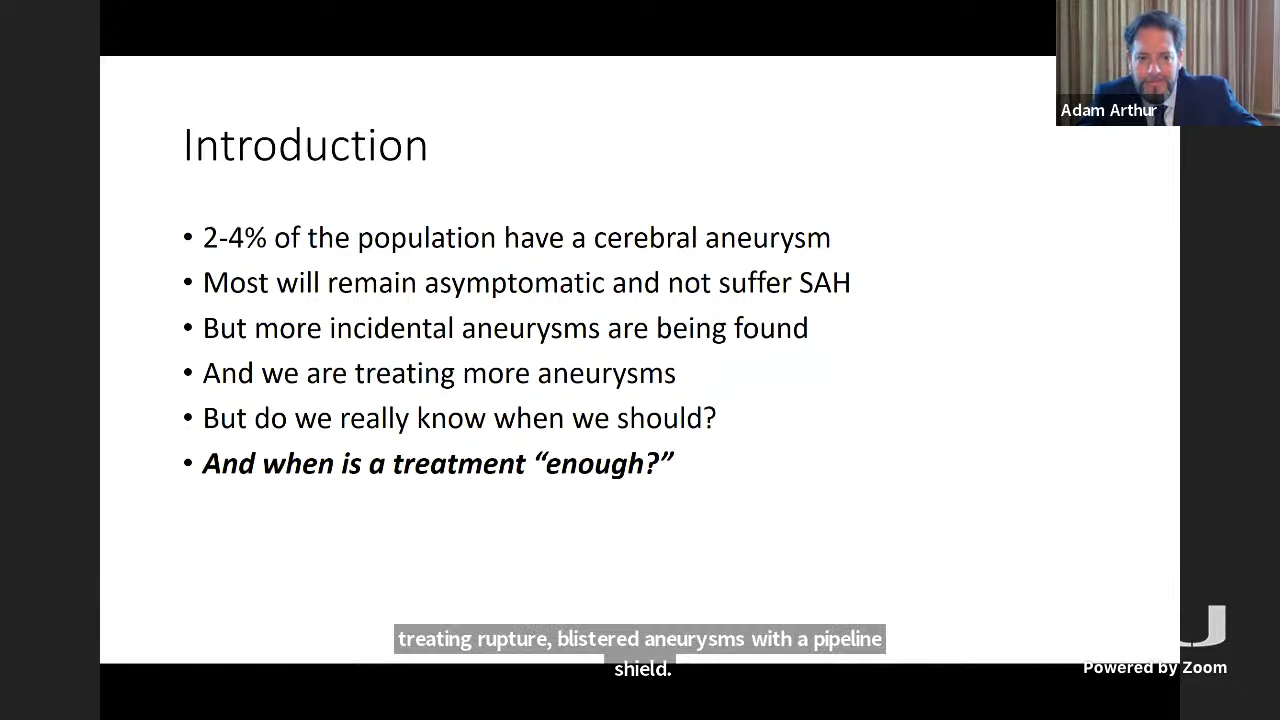 Adam Arthur
Introduction
• 2-4% of the population have a cerebral aneurysm
• Most will remain asymptomatic and not suffer SAH
• But more incidental aneurysms are being found
• And we are treating more aneurysms
• But do we really know when we should?
• And when is a treatment “enough?”
treating rupture, blistered aneurysms with a pipeline
shield.
Powered by Zoom